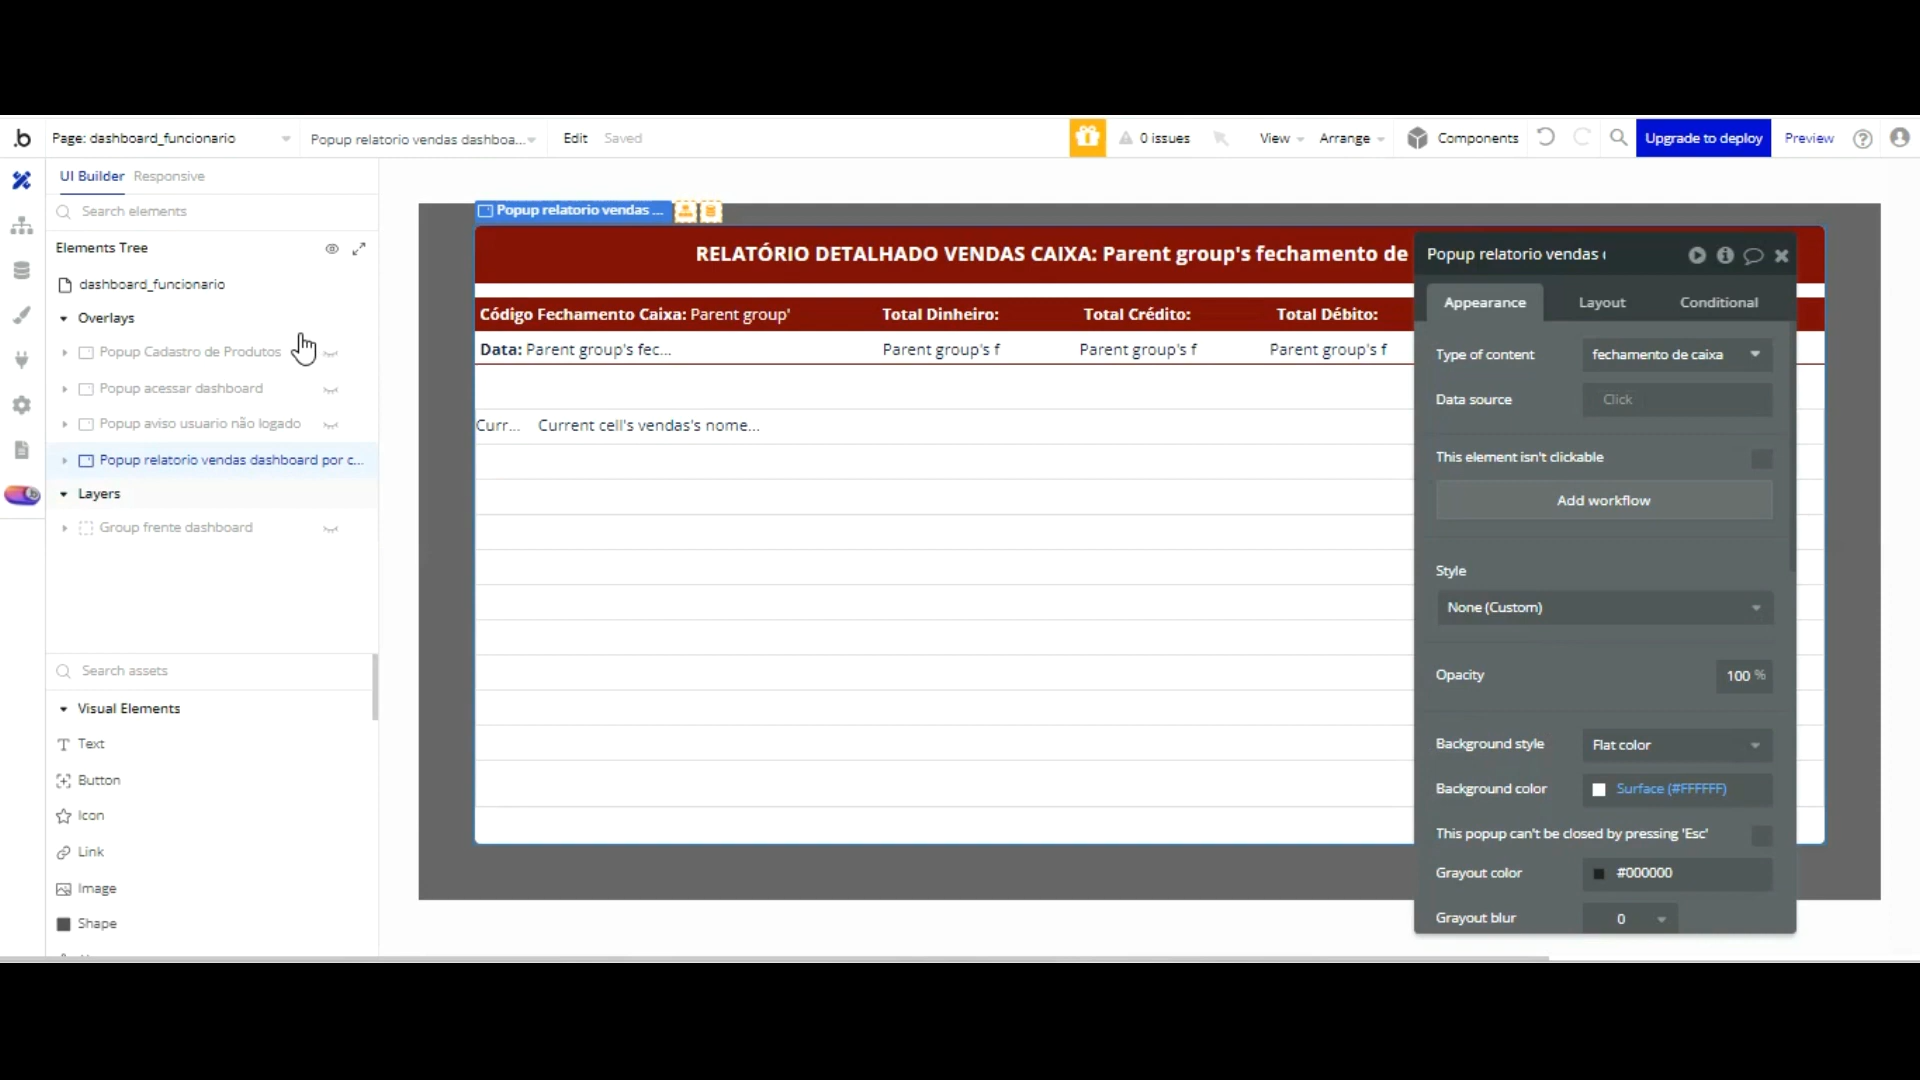 .b Page: dashboard_funcionario Popup relatorio vendas dashboa... Edit Saved 0 issues View Arrange Components Upgrade to deploy Preview
UI Builder Responsive
Search elements
Elements Tree
dashboard_funcionario
Overlays
Popup Cadastro de Produtos
Popup acessar dashboard
Popup aviso usuario não logado
Popup relatorio vendas dashboard por c...
Layers
Group frente dashboard
Search assets
Visual Elements
Text
Button
Icon
Link
Image
Shape
Popup relatorio vendas ...
RELATÓRIO DETALHADO VENDAS CAIXA: Parent group's fechamento de
Código Fechamento Caixa: Parent group' Total Dinheiro: Total Crédito: Total Débito:
Data: Parent group's fec... Parent group's f Parent group's f Parent group's f
Curr... Current cell's vendas's nome...
Popup relatorio vendas
Appearance Layout Conditional
Type of content fechamento de caixa
Data source Click
This element isn't clickable
Add workflow
Style
None (Custom)
Opacity 100 %
Background style Flat color
Background color Surface (#FFFFFF)
This popup can't be closed by pressing 'Esc'
Grayout color #000000
Grayout blur 0